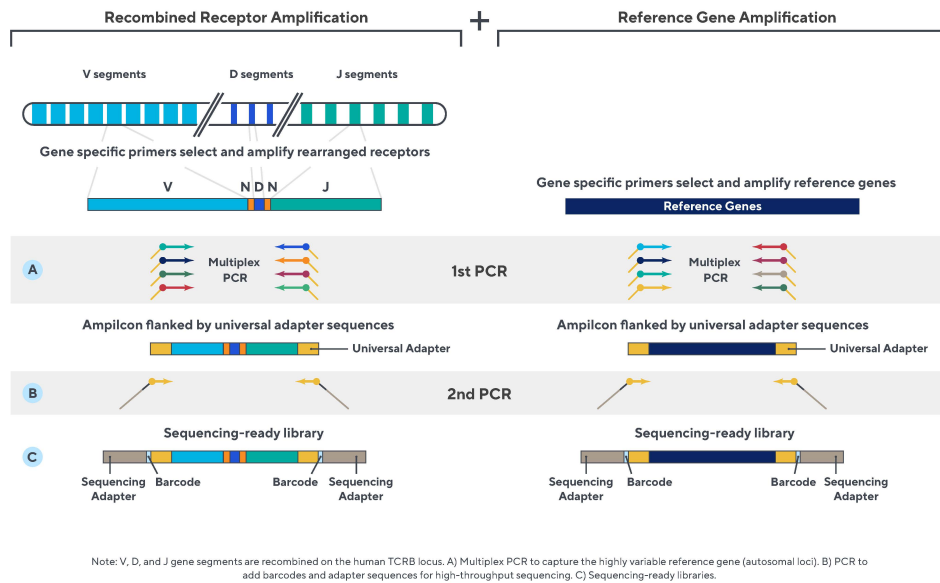 Recombined Receptor Amplification
+
Reference Gene Amplification
V segments
D segments
J segments
Gene specific primers select and amplify rearranged receptors
V
N
D
N
J
Gene specific primers select and amplify reference genes
Reference Genes
A
Multiplex
PCR
1st PCR
Multiplex
PCR
Ampilcon flanked by universal adapter sequences
Universal Adapter
Ampilcon flanked by universal adapter sequences
Universal Adapter
B
2nd PCR
Sequencing-ready library
Sequencing-ready library
C
Sequencing
Adapter
Barcode
Barcode
Sequencing
Adapter
Sequencing
Adapter
Barcode
Barcode
Sequencing
Adapter
Note: V, D, and J gene segments are recombined on the human TCRB locus. A) Multiplex PCR to capture the highly variable reference gene (autosomal loci). B) PCR to
add barcodes and adapter sequences for high-throughput sequencing. C) Sequencing-ready libraries.